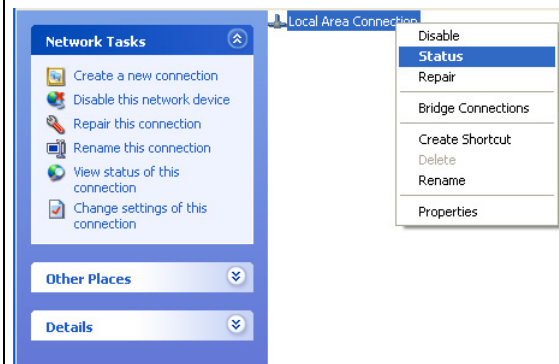 Network Tasks
Create a new connection
Disable this network device
Repair this connection
Rename this connection
View status of this
connection
Change settings of this
connection
Other Places
Details
Local Area Connection
Disable
Status
Repair
Bridge Connections
Create Shortcut
Delete
Rename
Properties